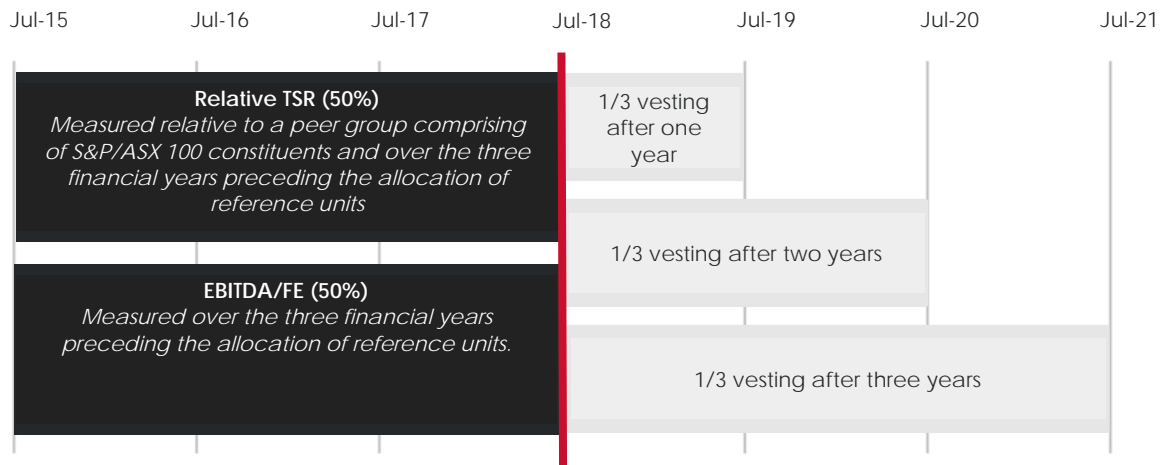 Jul-15 Jul-16 Jul-17 Jul-18 Jul-19 Jul-20 Jul-21
Relative TSR (50%)
Measured relative to a peer group comprising
of S&P/ASX 100 constituents and over the three
financial years preceding the allocation of
reference units
1/3 vesting
after one
year
1/3 vesting after two years
EBITDA/FE (50%)
Measured over the three financial years
preceding the allocation of reference units.
1/3 vesting after three years